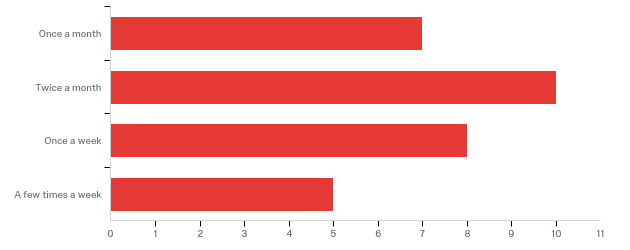 Once a month
Twice a month
Once a week
A few times a week
0 1 2 3 4 5 6 7 8 9 10 11